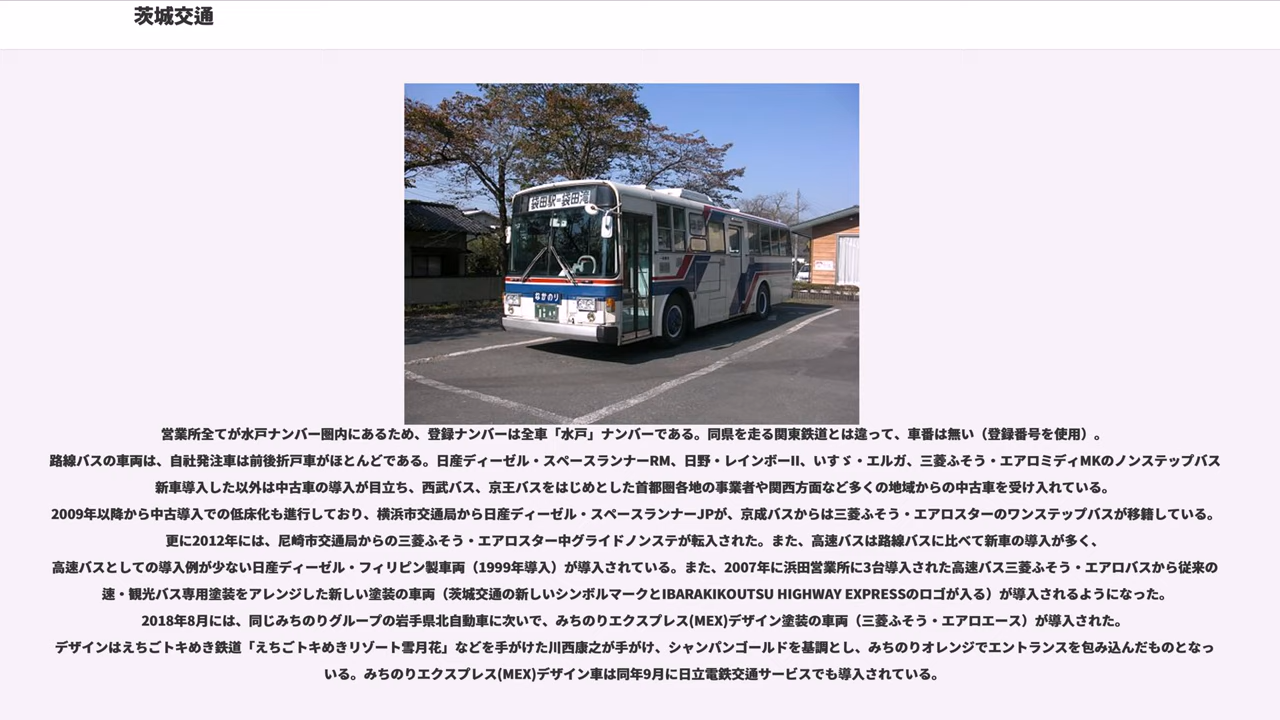 茨城交通
袋田駅-袋田滝
なかのり
営業所全てが水戸ナンバー圏内にあるため、登録ナンバーは全車「水戸」ナンバーである。同県を走る関東鉄道とは違って、車番は無い（登録番号を使用）。
路線バスの車両は、自社発注車は前後折戸車がほとんどである。日産ディーゼル・スペースランナーRM、日野・レインボーII、いすゞ・エルガ、三菱ふそう・エアロミディMKのノンステップバス
新車導入した以外は中古車の導入が目立ち、西武バス、京王バスをはじめとした首都圏各地の事業者や関西方面など多くの地域からの中古車を受け入れている。
2009年以降から中古導入での低床化も進行しており、横浜市交通局から日産ディーゼル・スペースランナーJPが、京成バスからは三菱ふそう・エアロスターのワンステップバスが移籍している。
更に2012年には、尼崎市交通局からの三菱ふそう・エアロスター中グライドノンステが転入された。また、高速バスは路線バスに比べて新車の導入が多く、
高速バスとしての導入例が少ない日産ディーゼル・フィリピン製車両（1999年導入）が導入されている。また、2007年に浜田営業所に3台導入された高速バス三菱ふそう・エアロバスから従来の
速・観光バス専用塗装をアレンジした新しい塗装の車両（茨城交通の新しいシンボルマークとIBARAKIKOUTSU HIGHWAY EXPRESSのロゴが入る）が導入されるようになった。
2018年8月には、同じみちのりグループの岩手県北自動車に次いで、みちのりエクスプレス(MEX)デザイン塗装の車両（三菱ふそう・エアロエース）が導入された。
デザインはえちごトキめき鉄道「えちごトキめきリゾート雪月花」などを手がけた川西康之が手がけ、シャンパンゴールドを基調とし、みちのりオレンジでエントランスを包み込んだものとなっ
いる。みちのりエクスプレス(MEX)デザイン車は同年9月に日立電鉄交通サービスでも導入されている。